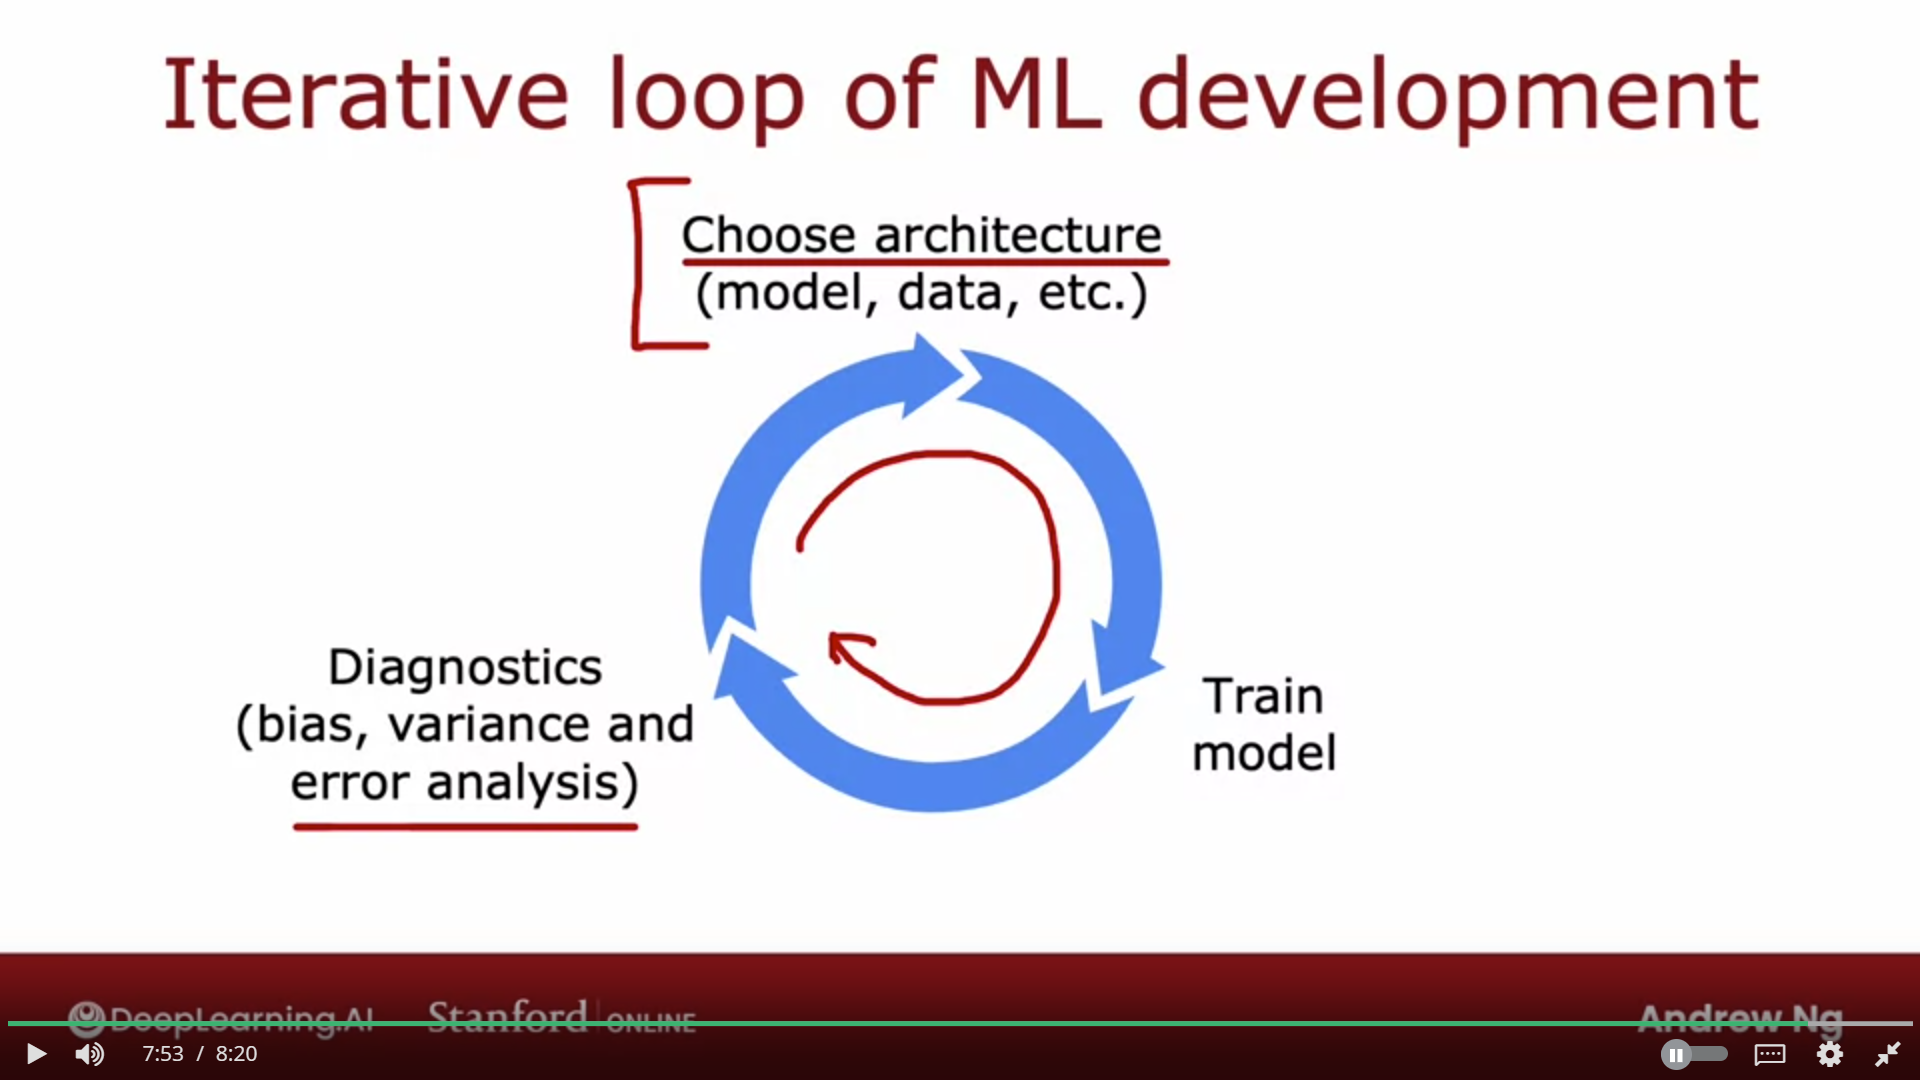 Iterative loop of ML development
Choose architecture
(model, data, etc.)
Diagnostics
(bias, variance and
error analysis)
Train
model
DeepLearning.AI
Stanford ONLINE
Andrew Ng
7:53 / 8:20